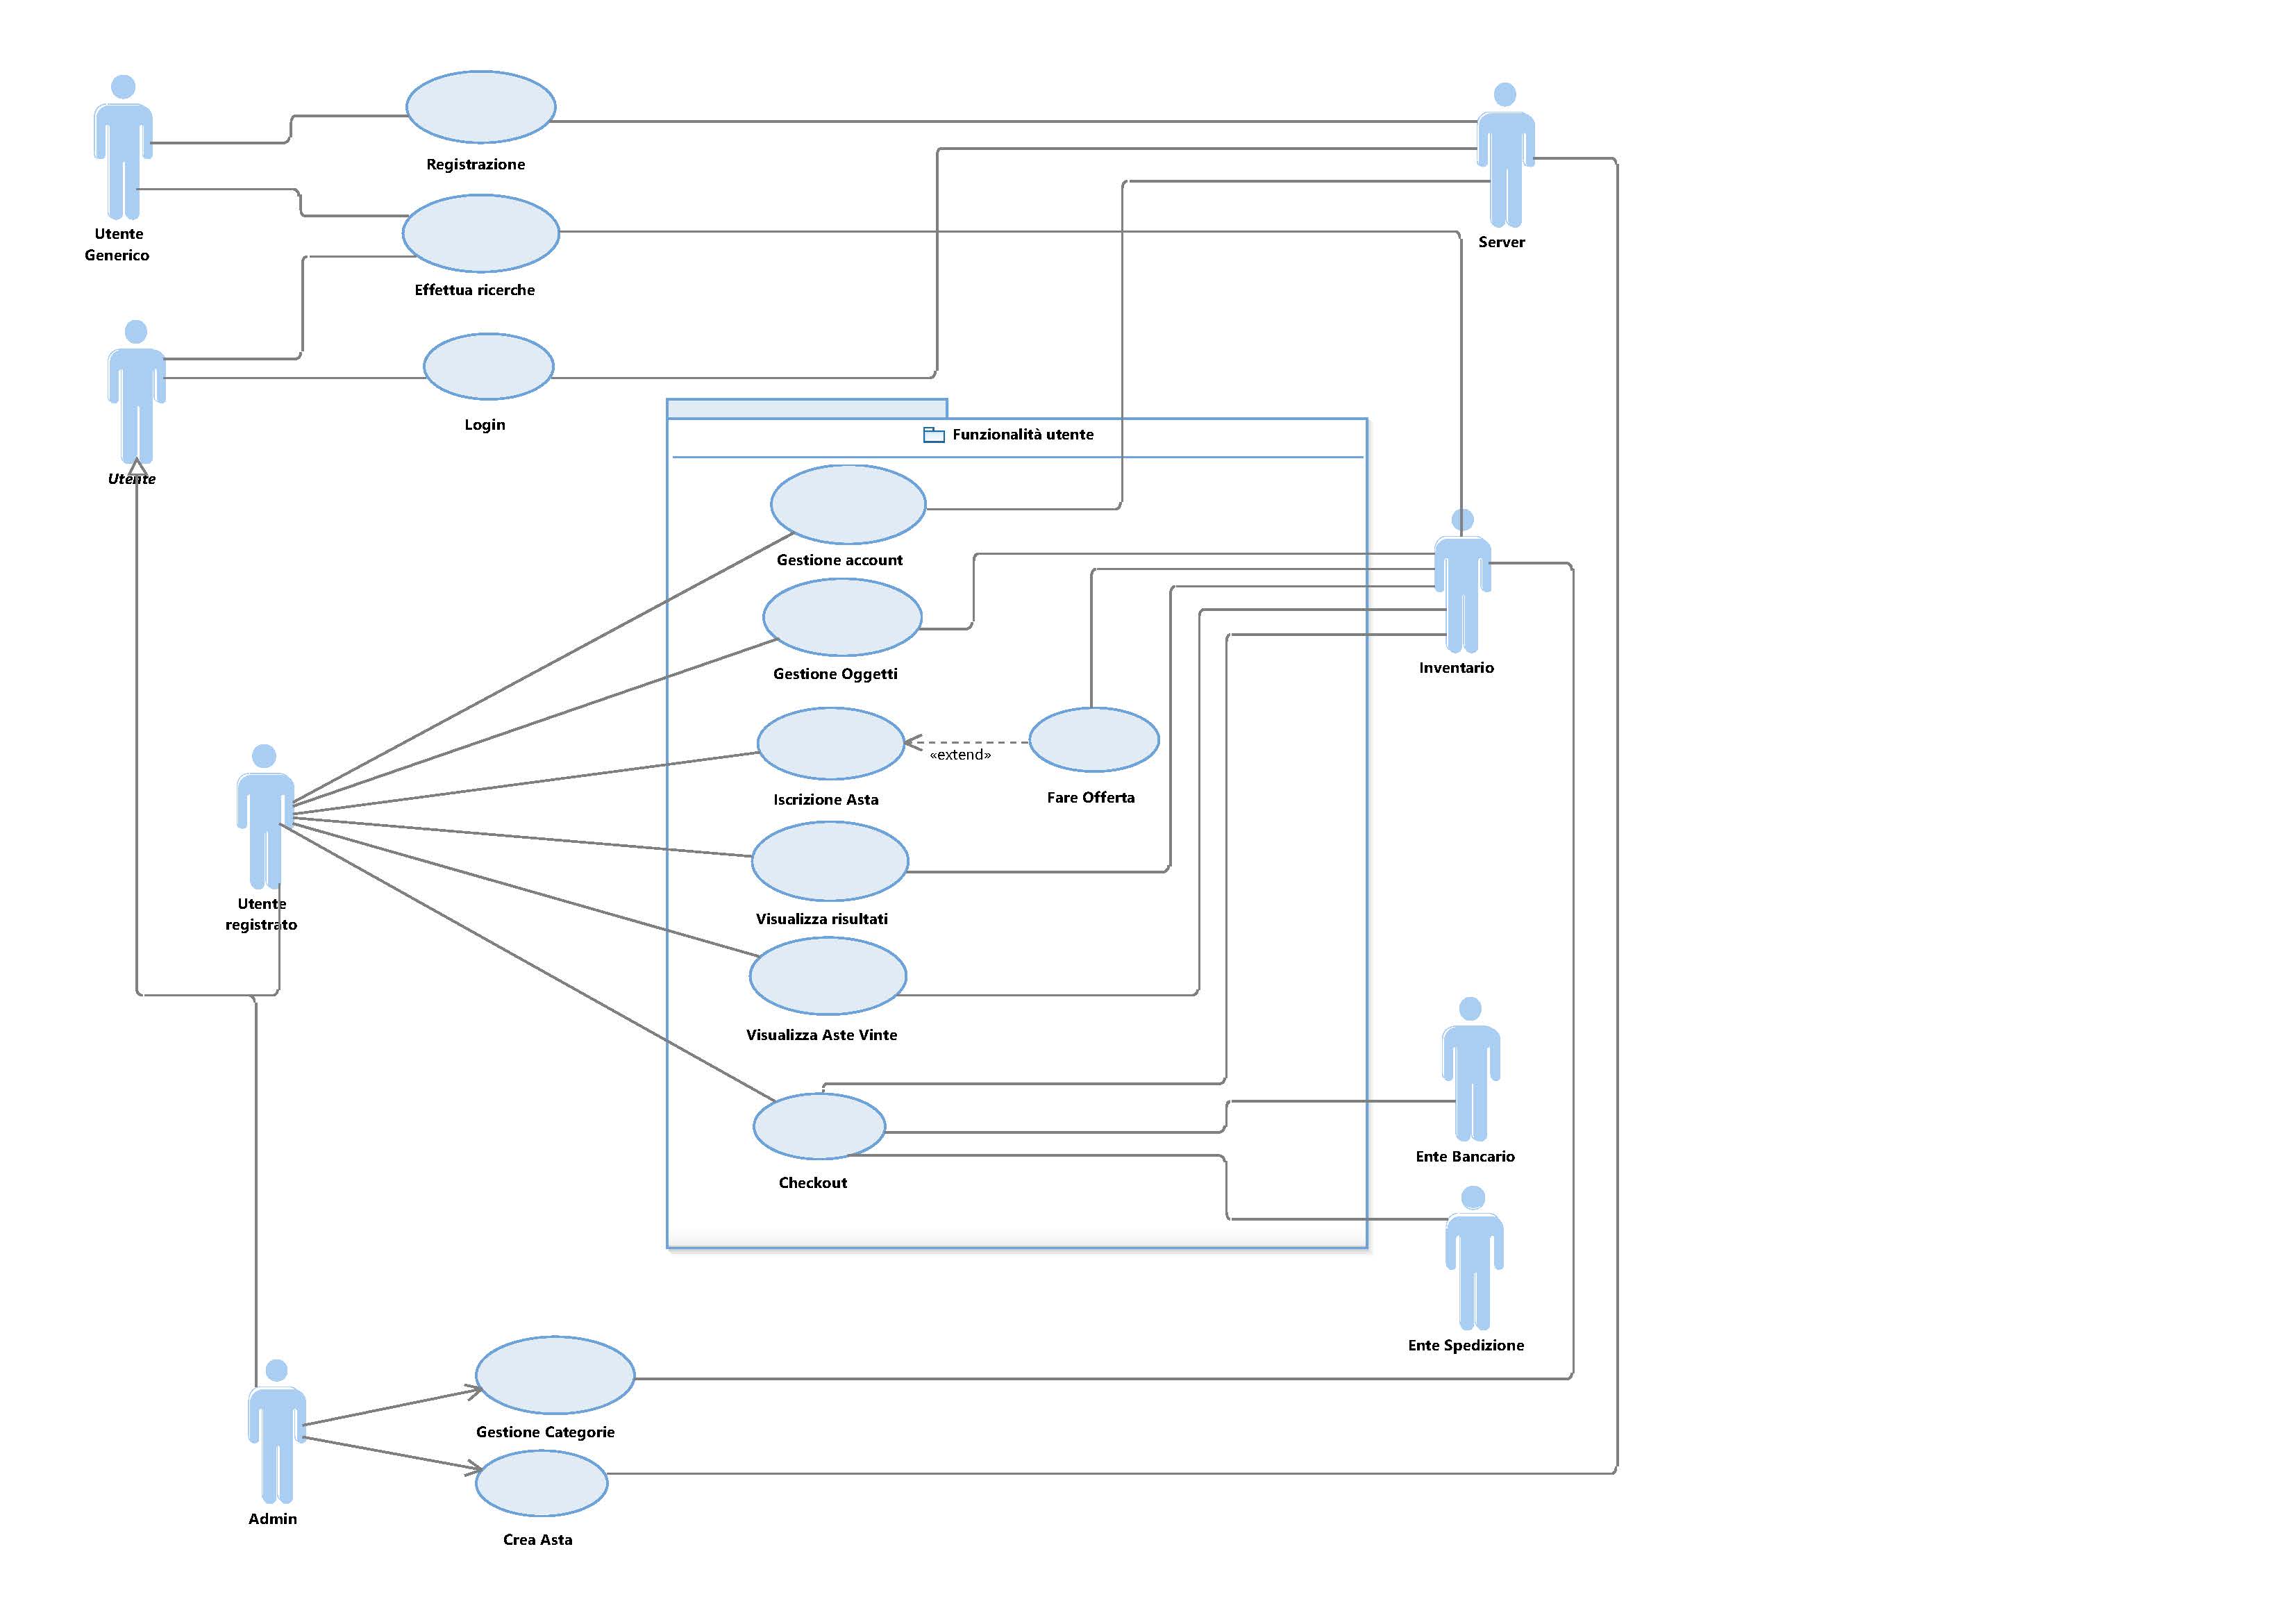 Registrazione
Utente
Generico
Server
Effettua ricerche
Login
Funzionalità utente
Utente
Gestione account
Gestione Oggetti
Inventario
«extend»
Iscrizione Asta
Fare Offerta
Utente
registrato
Visualizza risultati
Visualizza Aste Vinte
Ente Bancario
Checkout
Ente Spedizione
Gestione Categorie
Admin
Crea Asta